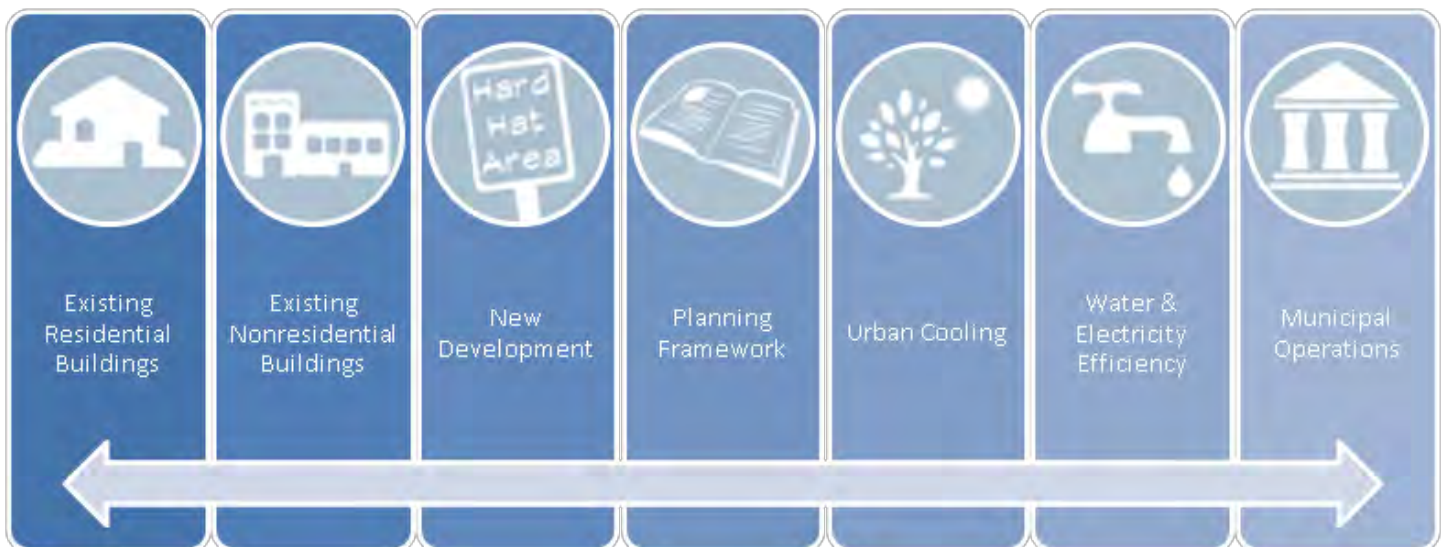 Hard
Hat
Area
Existing
Residential
Buildings
Existing
Nonresidential
Buildings
New
Development
Planning
Framework
Urban Cooling
Water &
Electricity
Efficiency
Municipal
Operations